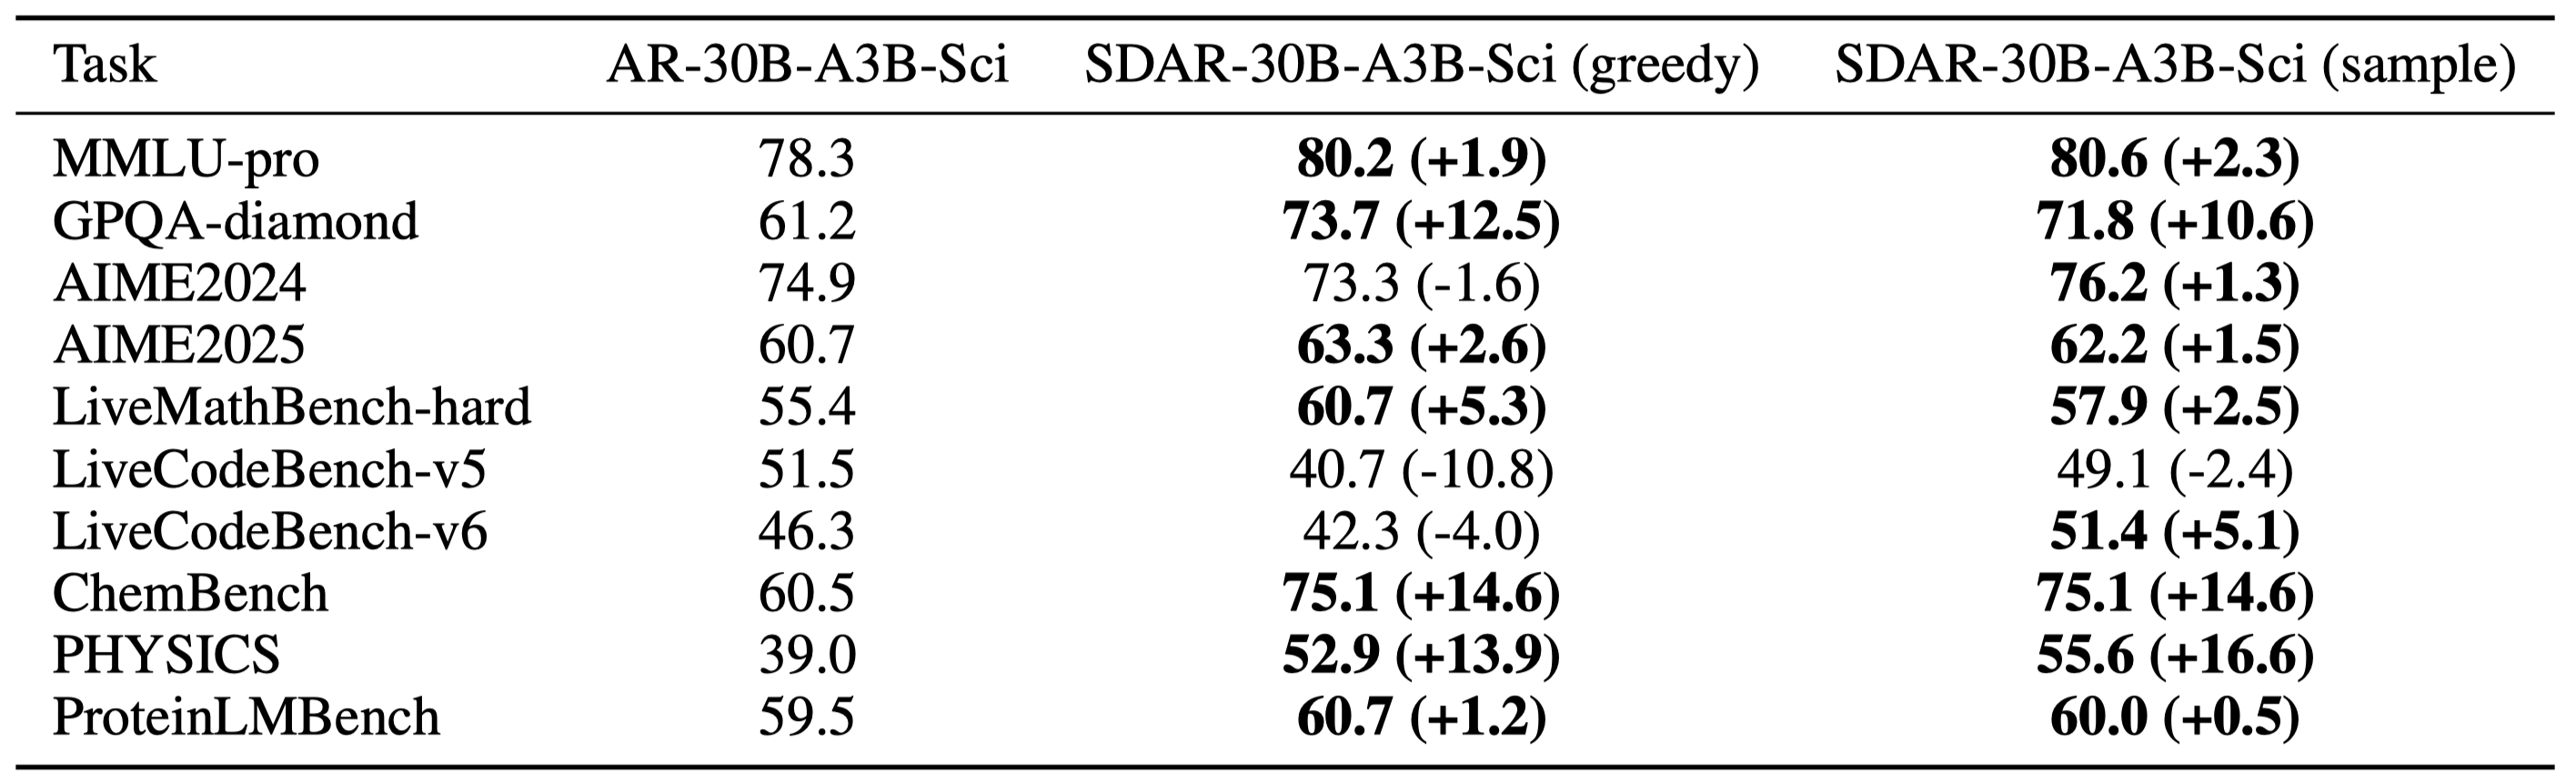 Task AR-30B-A3B-Sci SDAR-30B-A3B-Sci (greedy) SDAR-30B-A3B-Sci (sample)
MMLU-pro 78.3 80.2 (+1.9) 80.6 (+2.3)
GPQA-diamond 61.2 73.7 (+12.5) 71.8 (+10.6)
AIME2024 74.9 73.3 (-1.6) 76.2 (+1.3)
AIME2025 60.7 63.3 (+2.6) 62.2 (+1.5)
LiveMathBench-hard 55.4 60.7 (+5.3) 57.9 (+2.5)
LiveCodeBench-v5 51.5 40.7 (-10.8) 49.1 (-2.4)
LiveCodeBench-v6 46.3 42.3 (-4.0) 51.4 (+5.1)
ChemBench 60.5 75.1 (+14.6) 75.1 (+14.6)
PHYSICS 39.0 52.9 (+13.9) 55.6 (+16.6)
ProteinLMBench 59.5 60.7 (+1.2) 60.0 (+0.5)